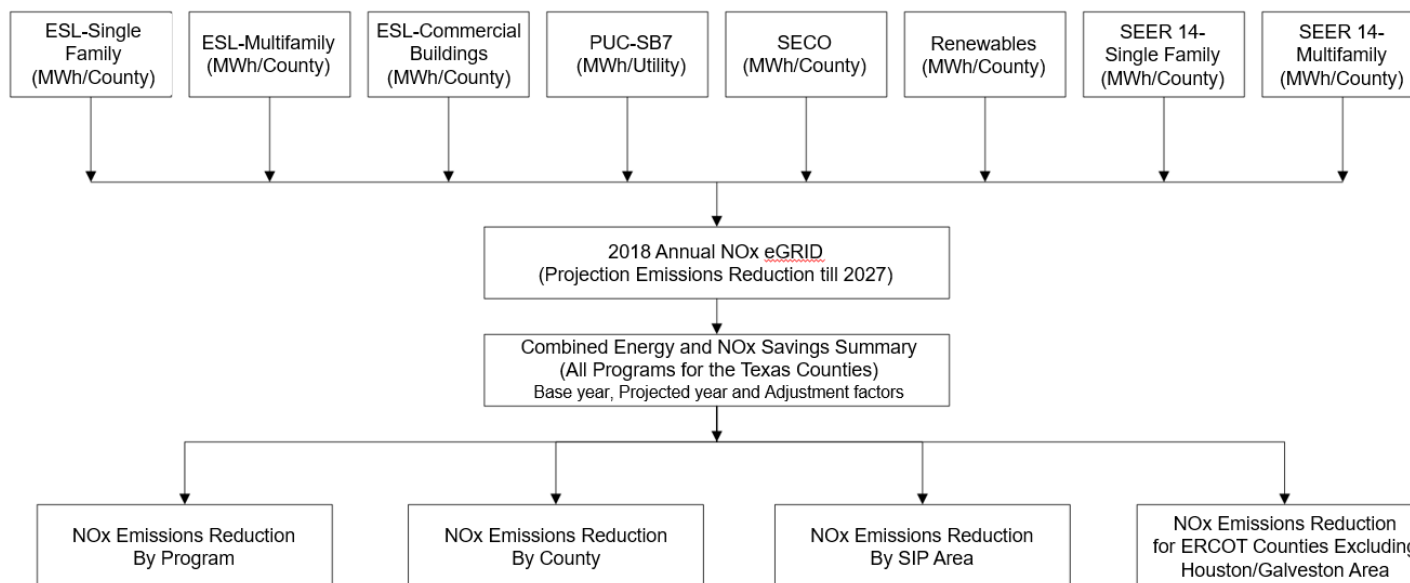 ESL-Single
Family
(MWh/County)
ESL-Multifamily
(MWh/County)
ESL-Commercial
Buildings
(MWh/County)
PUC-SB7
(MWh/Utility)
SECO
(MWh/County)
Renewables
(MWh/County)
SEER 14-
Single Family
(MWh/County)
SEER 14-
Multifamily
(MWh/County)
2018 Annual NOx eGRID
(Projection Emissions Reduction till 2027)
Combined Energy and NOx Savings Summary
(All Programs for the Texas Counties)
Base year, Projected year and Adjustment factors
NOx Emissions Reduction
By Program
NOx Emissions Reduction
By County
NOx Emissions Reduction
By SIP Area
NOx Emissions Reduction
for ERCOT Counties Excluding
Houston/Galveston Area